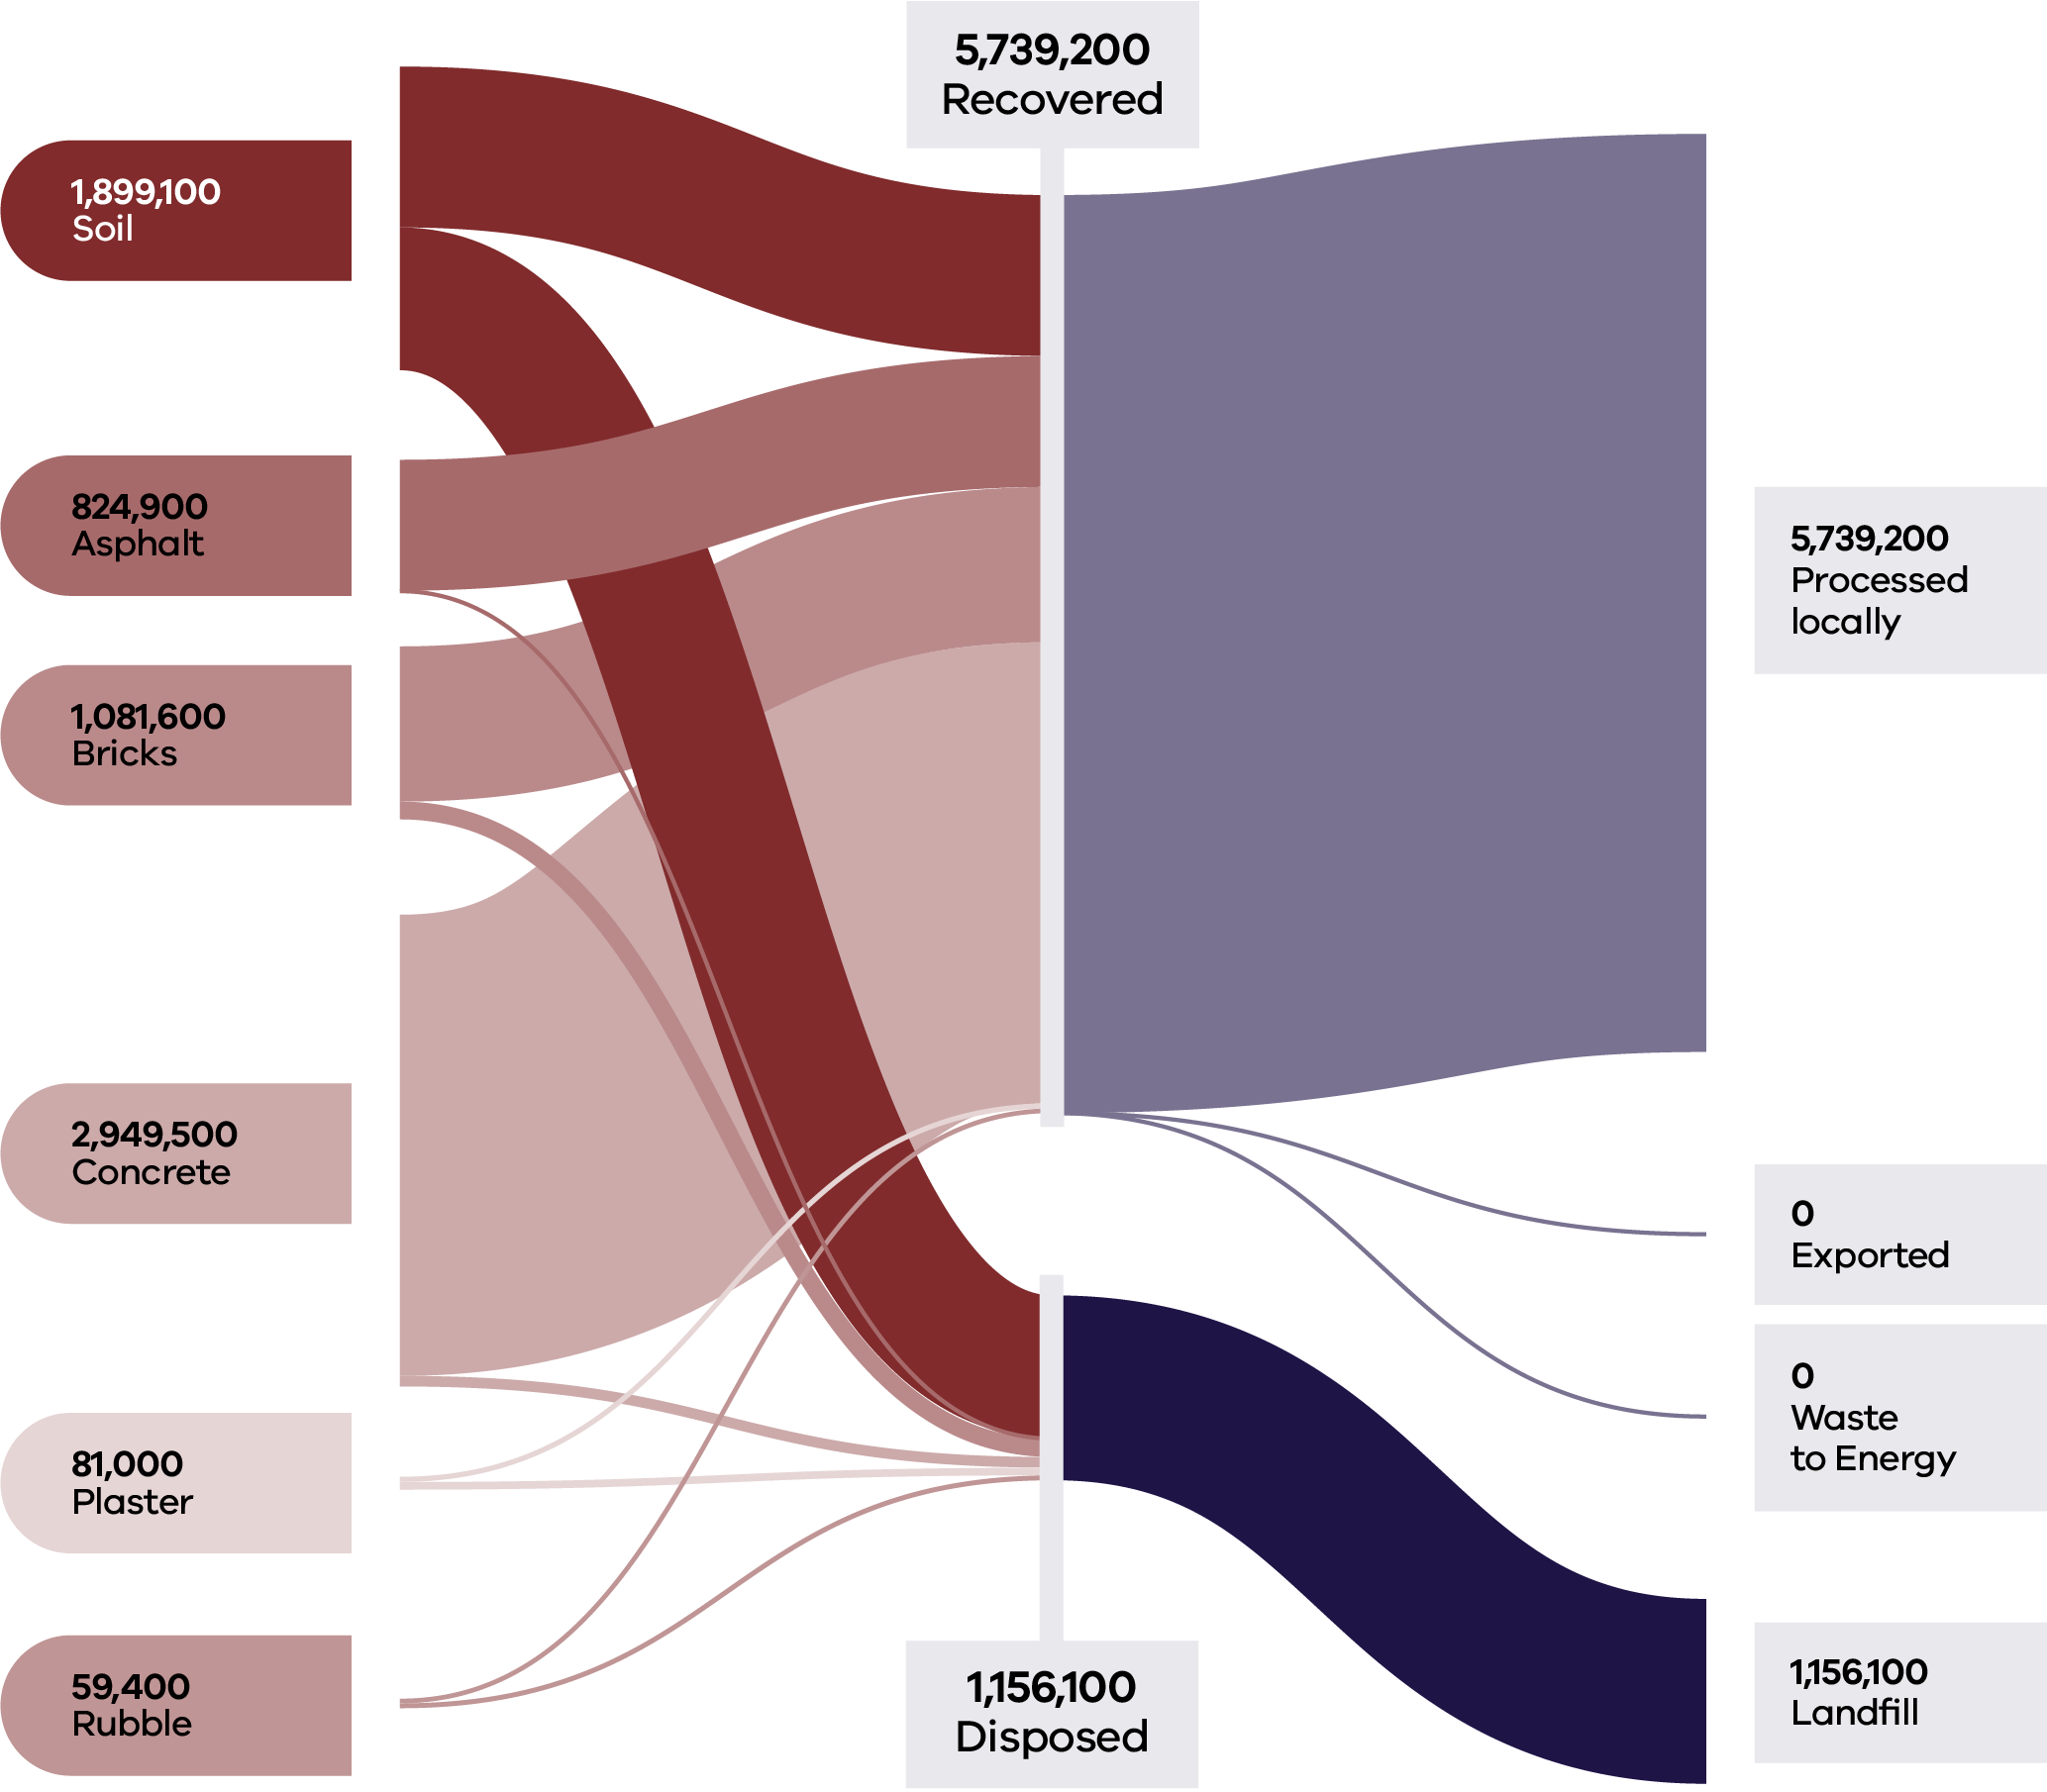 5,739,200
Recovered
1,899,100
Soil
824,900
Asphalt
1,081,600
Bricks
2,949,500
Concrete
81,000
Plaster
59,400
Rubble
1,156,100
Disposed
5,739,200
Processed
locally
0
Exported
0
Waste
to Energy
1,156,100
Landfill